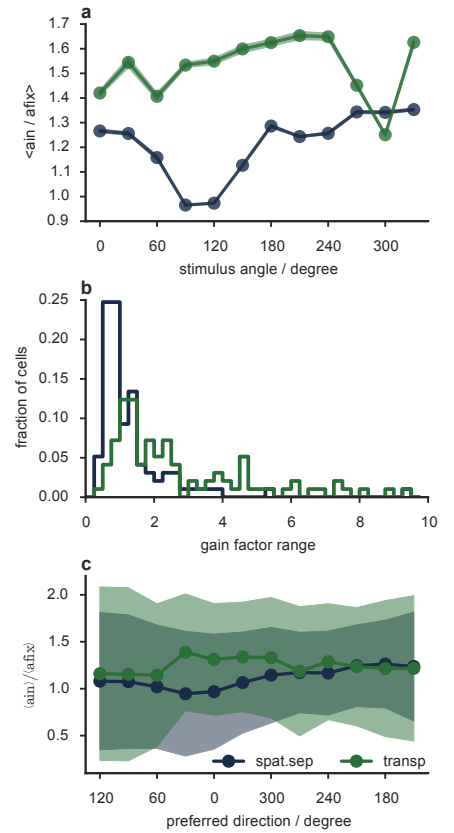 a
1.7
1.6
1.5
1.4
1.3
1.2
1.1
1.0
0.9
<ain / afix>
0 60 120 180 240 300
stimulus angle / degree
b
0.25
0.20
0.15
0.10
0.05
0.00
fraction of cells
0 2 4 6 8 10
gain factor range
c
2.0
1.5
1.0
0.5
⟨ain⟩/⟨afix⟩
spat.sep transp
120 60 0 300 240 180
preferred direction / degree